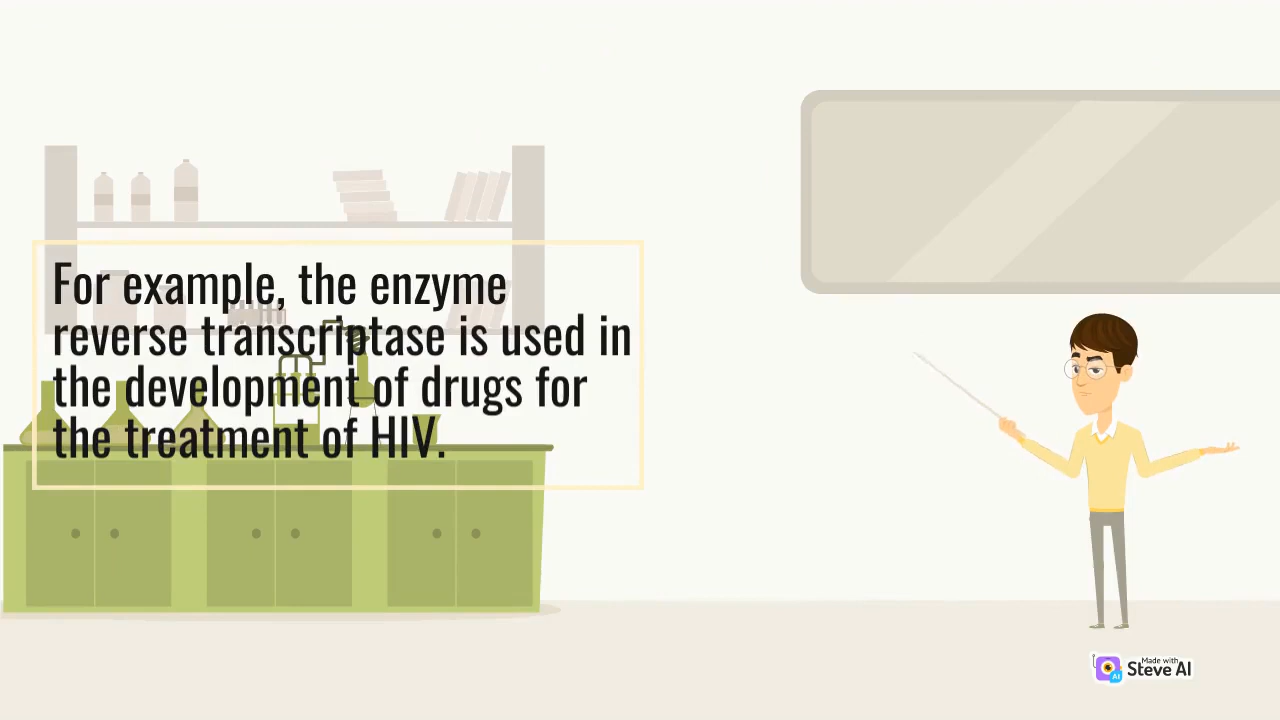 For example, the enzyme
reverse transcriptase is used in
the development of drugs for
the treatment of HIV.
Made with
Steve AI
AI